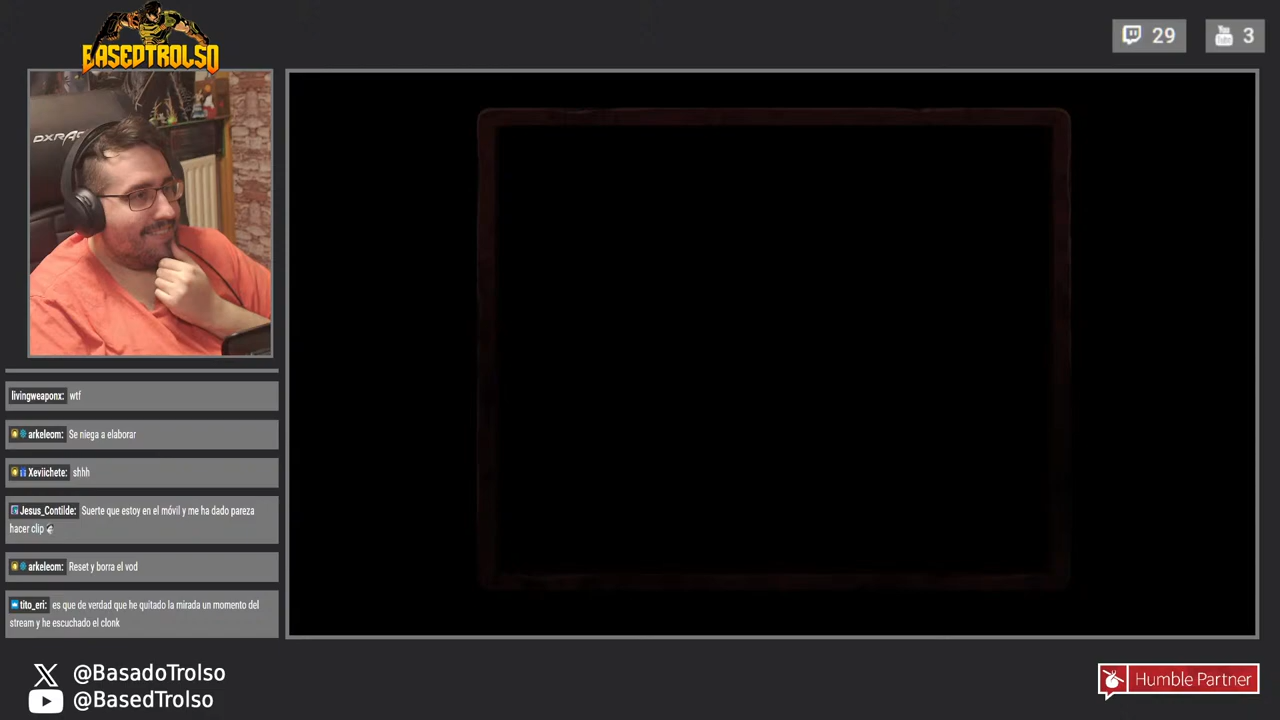 BASEDTROLSO
29
3
DXRAC
livingweaponx: wtf
arkeleom: Se niega a elaborar
Xeviichete: shhh
Jesus_Contilde: Suerte que estoy en el móvil y me ha dado pareza
hacer clip
arkeleom: Reset y borra el vod
tito_eri: es que de verdad que he quitado la mirada un momento del
stream y he escuchado el clonk
@BasadoTrolso
@BasedTrolso
Humble Partner